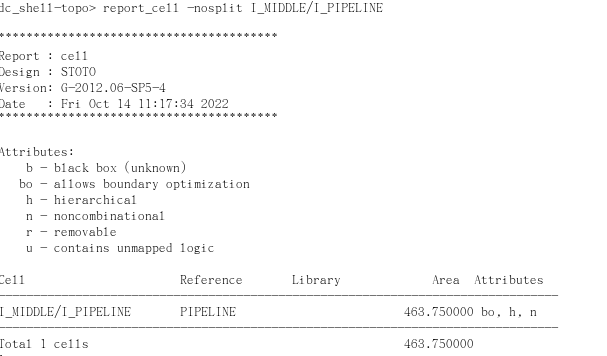 dc_shell-topo> report_cell -nosplit I_MIDDLE/I_PIPELINE
****************************************
Report : cell
Design : STOTO
Version: G-2012.06-SP5-4
Date   : Fri Oct 14 11:17:34 2022
****************************************
Attributes:
b - black box (unknown)
bo - allows boundary optimization
h - hierarchical
n - noncombinational
r - removable
u - contains unmapped logic
Cell Reference Library Area Attributes
I_MIDDLE/I_PIPELINE PIPELINE 463.750000 bo, h, n
Total 1 cells 463.750000